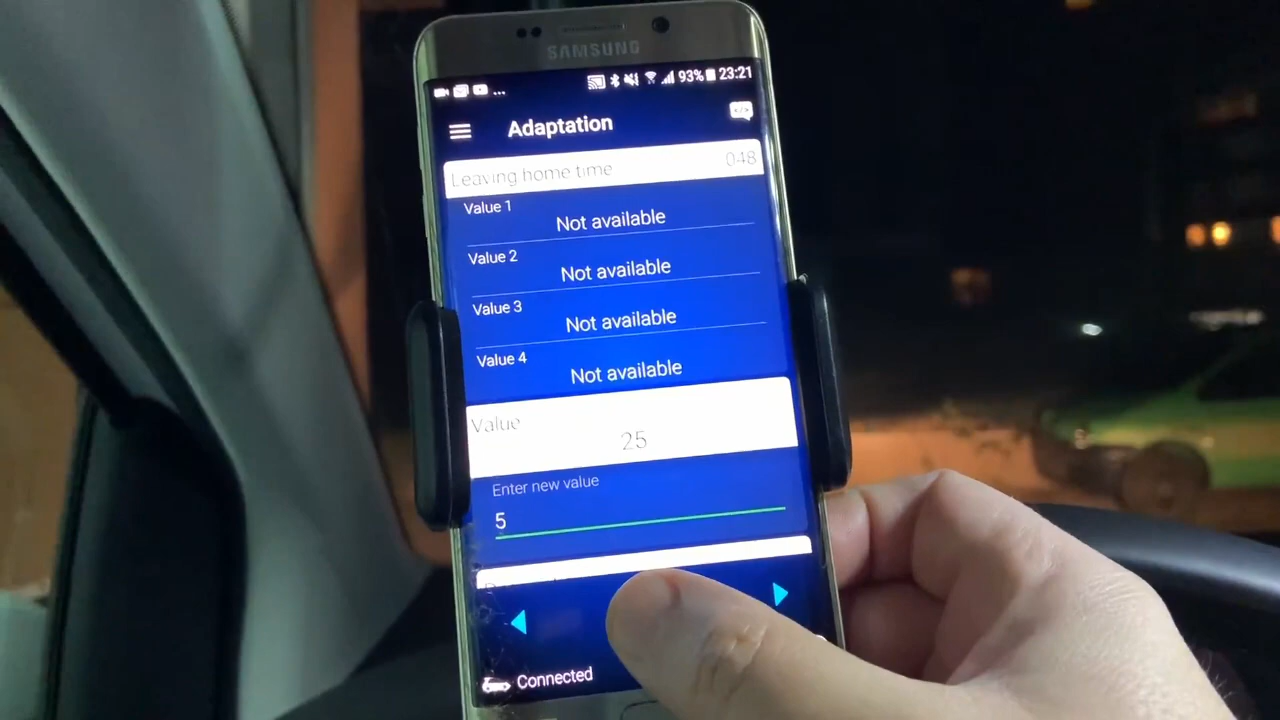 SAMSUNG
... 93% 23:21
Adaptation
Leaving home time 048
Value 1
Not available
Value 2
Not available
Value 3
Not available
Value 4
Not available
Value
25
Enter new value
5
Connected